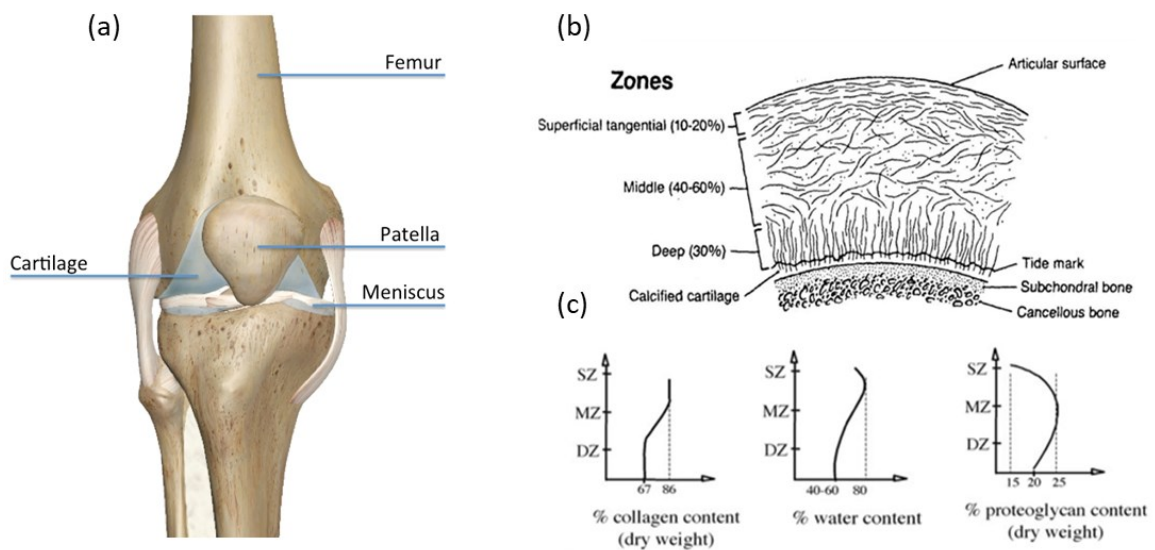 (a)
Femur
Patella
Cartilage
Meniscus
(b)
Zones
Articular surface
Superficial tangential (10-20%)
Middle (40-60%)
Deep (30%)
Calcified cartilage
Tide mark
Subchondral bone
Cancellous bone
(c)
SZ
MZ
DZ
67 86
% collagen content
(dry weight)
SZ
MZ
DZ
40-60 80
% water content
SZ
MZ
DZ
15 20 25
% proteoglycan content
(dry weight)